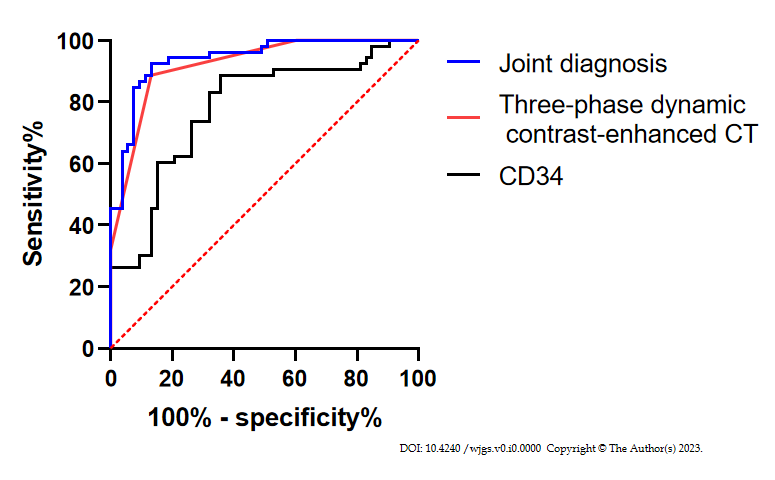 100
80
60
40
20
0
Sensitivity%
0 20 40 60 80 100
100% - specificity%
Joint diagnosis
Three-phase dynamic
contrast-enhanced CT
CD34
DOI: 10.4240 /wjgs.v0.i0.0000 Copyright © The Author(s) 2023.